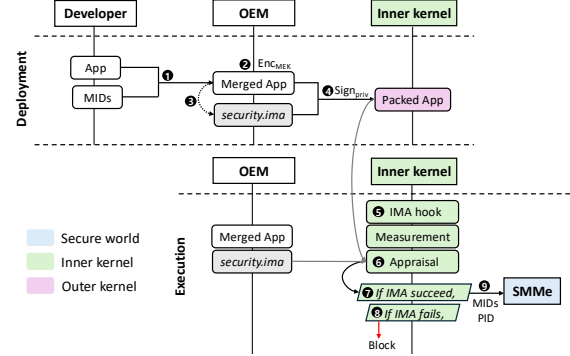 Developer
OEM
Inner kernel
Deployment
App
MIDs
❶
❷ Enc_MEK
Merged App
❸
security.ima
❹ Sign_priv
Packed App
OEM
Inner kernel
Execution
Secure world
Inner kernel
Outer kernel
Merged App
security.ima
❺ IMA hook
Measurement
❻ Appraisal
❼ If IMA succeed,
❽ If IMA fails,
Block
❾
MIDs
PID
SMMe